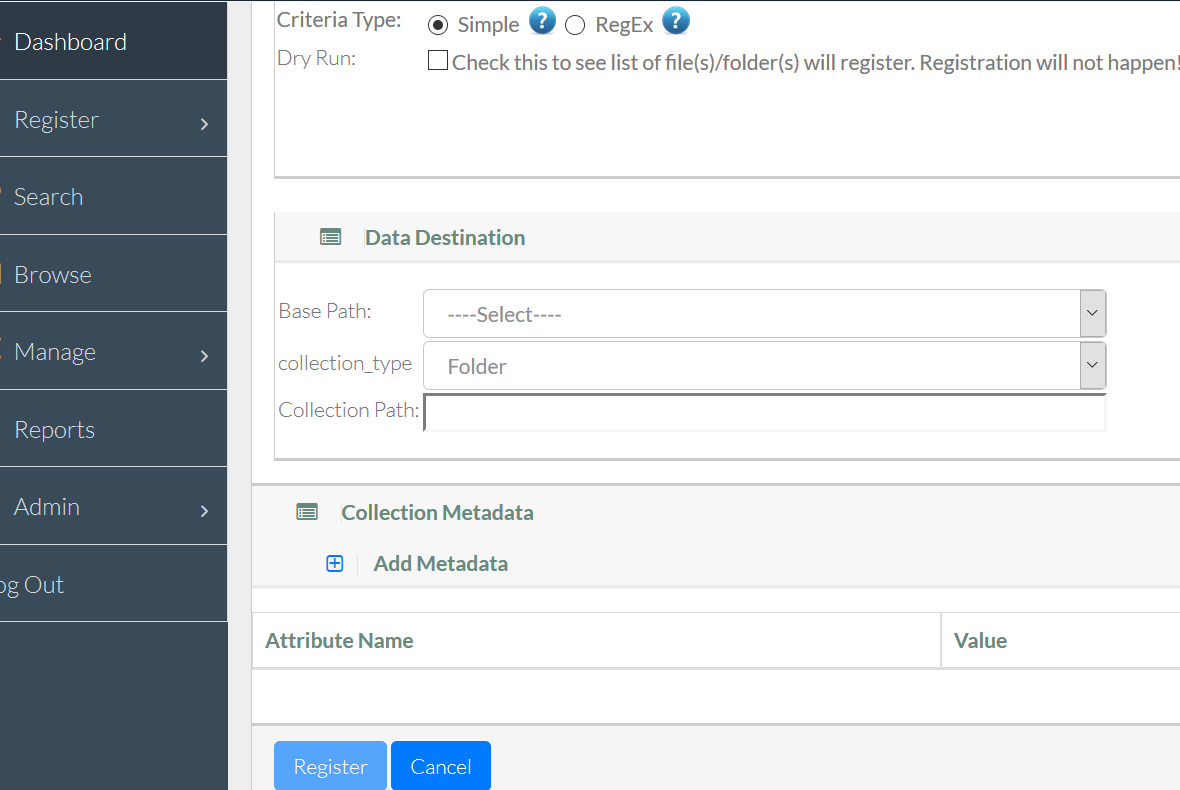 Dashboard
Register
Search
Browse
Manage
Reports
Admin
og Out
Criteria Type: Simple ? RegEx ?
Dry Run: Check this to see list of file(s)/folder(s) will register. Registration will not happen!
Data Destination
Base Path: ----Select----
collection_type Folder
Collection Path:
Collection Metadata
Add Metadata
Attribute Name Value
Register Cancel